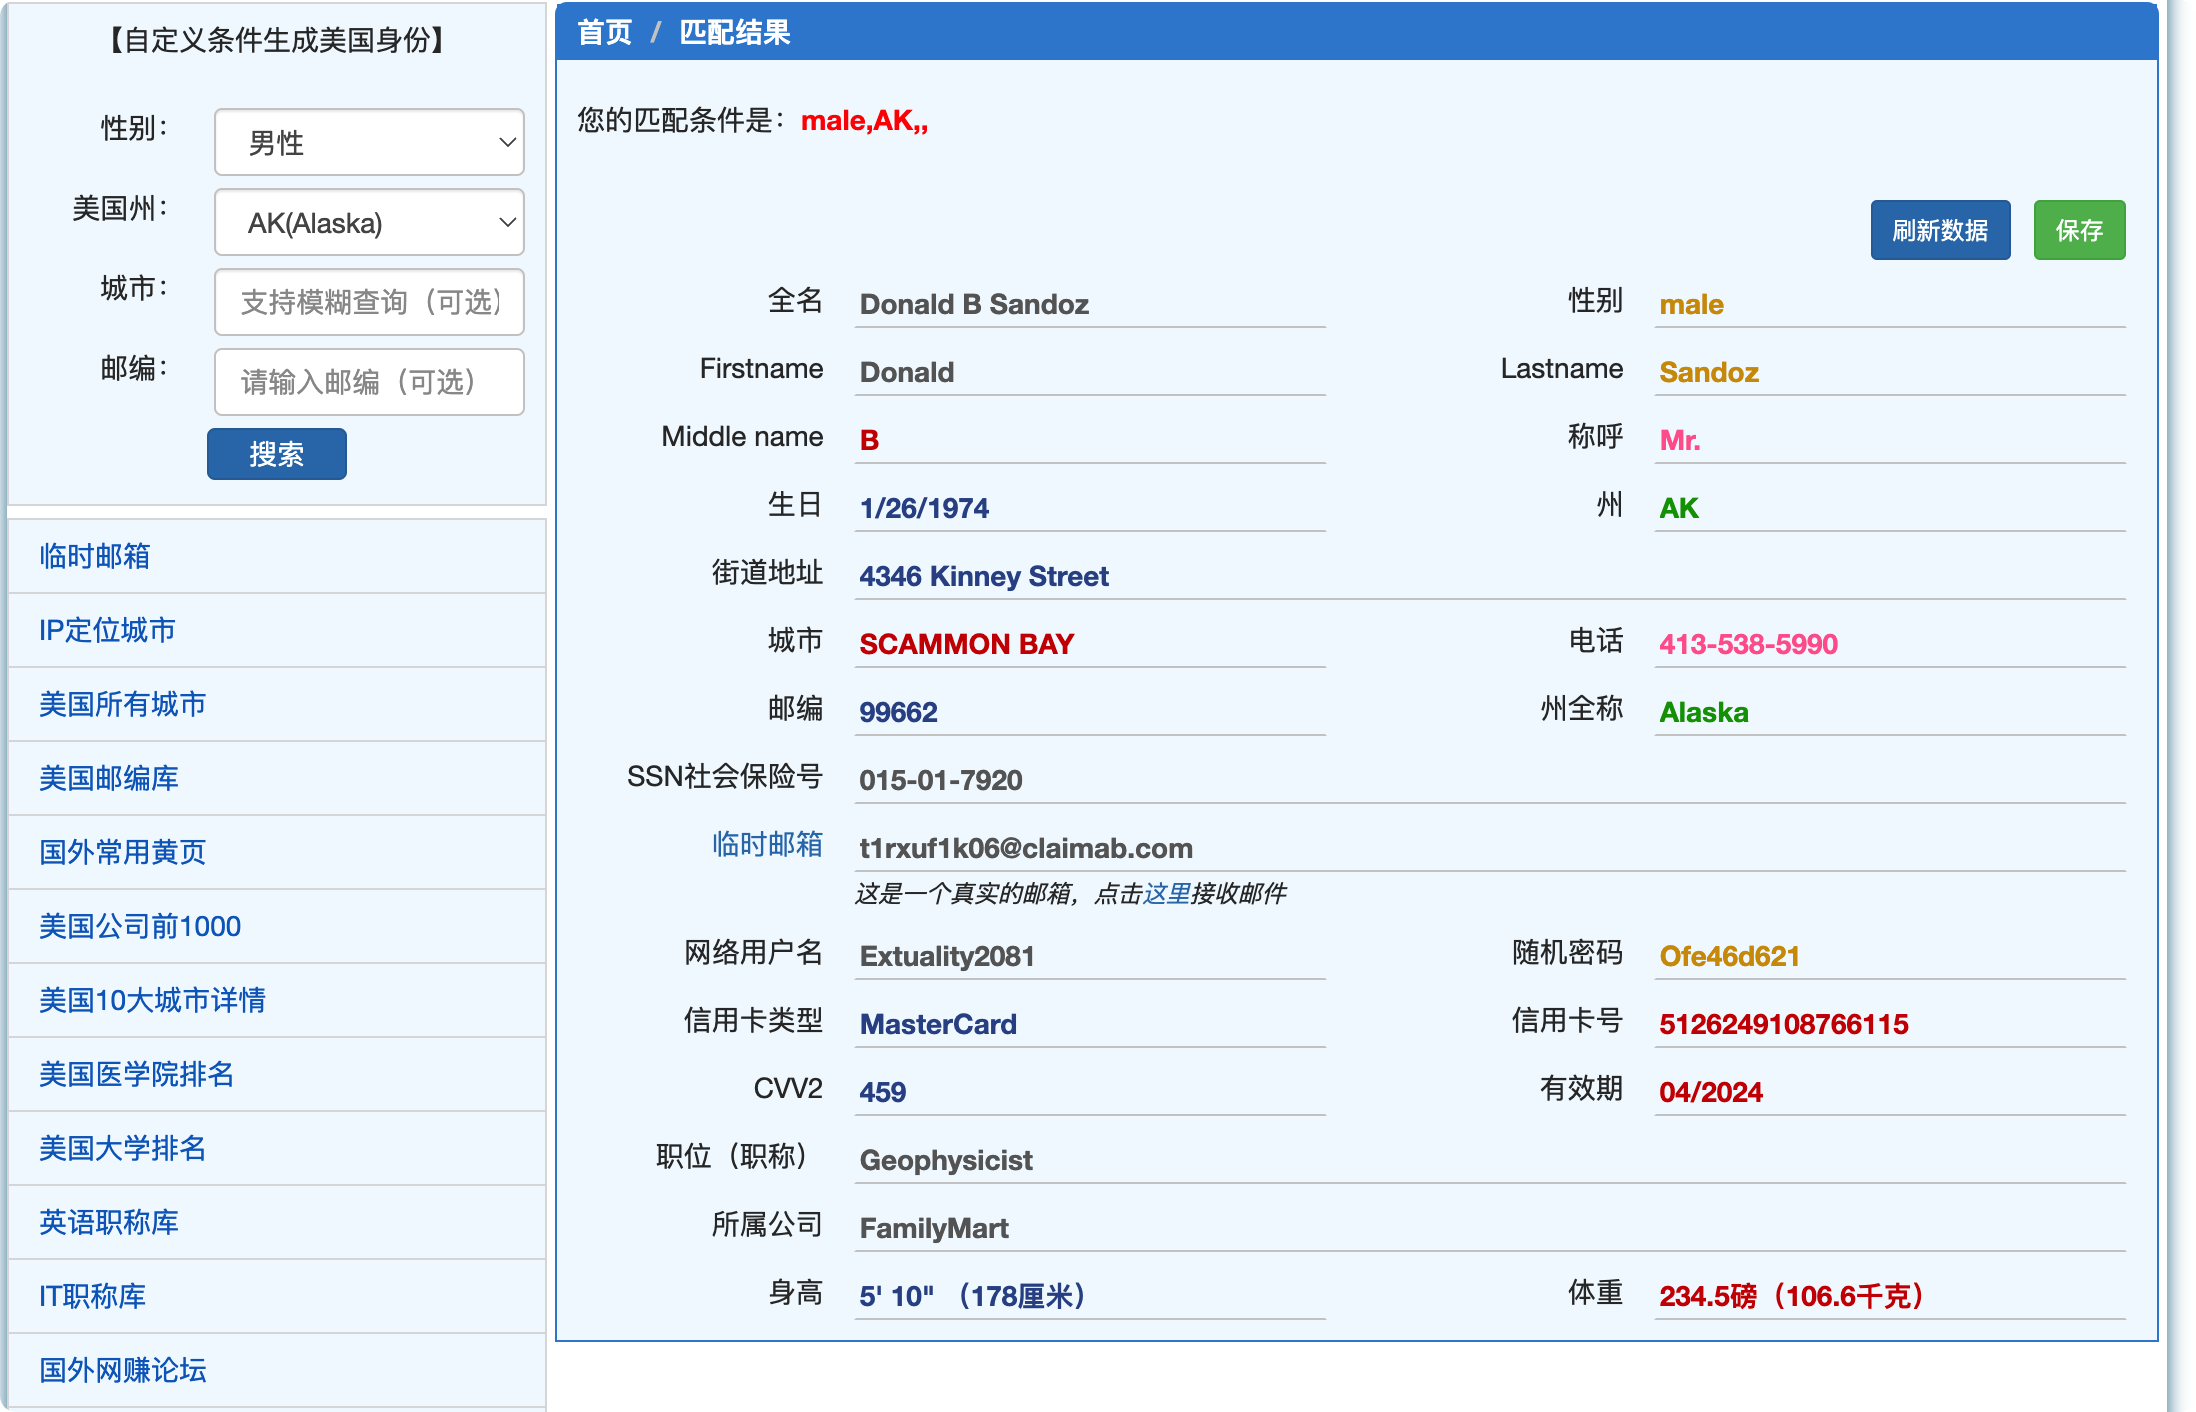 【自定义条件生成美国身份】
性别：
男性
美国州：
AK(Alaska)
城市：
支持模糊查询（可选）
邮编：
请输入邮编（可选）
搜索
临时邮箱
IP定位城市
美国所有城市
美国邮编库
国外常用黄页
美国公司前1000
美国10大城市详情
美国医学院排名
美国大学排名
英语职称库
IT职称库
国外网赚论坛
首页 / 匹配结果
您的匹配条件是：male,AK,,
刷新数据 保存
全名 Donald B Sandoz 性别 male
Firstname Donald Lastname Sandoz
Middle name B 称呼 Mr.
生日 1/26/1974 州 AK
街道地址 4346 Kinney Street
城市 SCAMMON BAY 电话 413-538-5990
邮编 99662 州全称 Alaska
SSN社会保险号 015-01-7920
临时邮箱 t1rxuf1k06@claimab.com
这是一个真实的邮箱，点击这里接收邮件
网络用户名 Extuality2081 随机密码 Ofe46d621
信用卡类型 MasterCard 信用卡号 5126249108766115
CVV2 459 有效期 04/2024
职位（职称） Geophysicist
所属公司 FamilyMart
身高 5' 10" （178厘米） 体重 234.5磅（106.6千克）